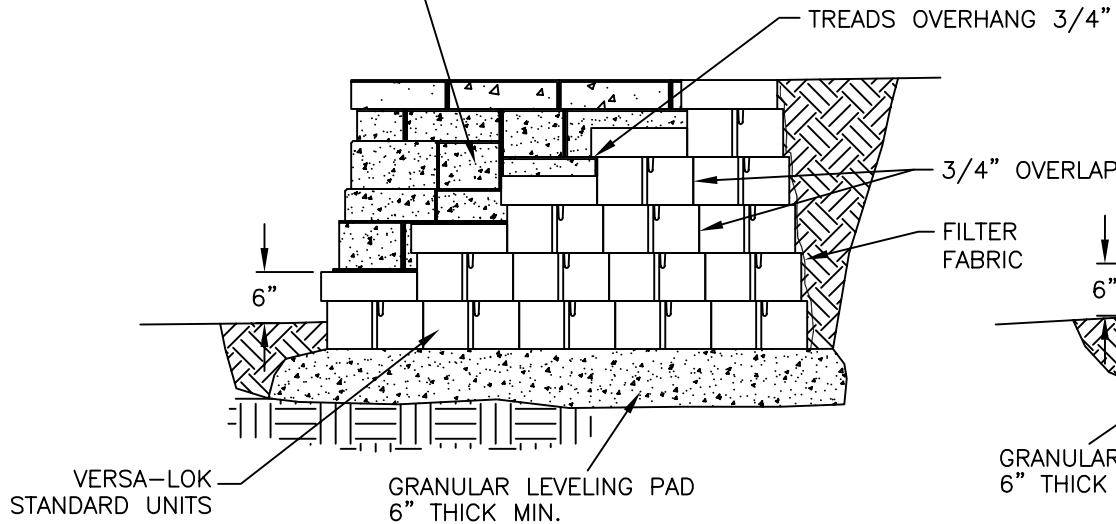 TREADS OVERHANG 3/4"
3/4" OVERLAP
FILTER
FABRIC
6"
6"
VERSA-LOK
STANDARD UNITS
GRANULAR LEVELING PAD
6" THICK MIN.
GRANULAR
6" THICK